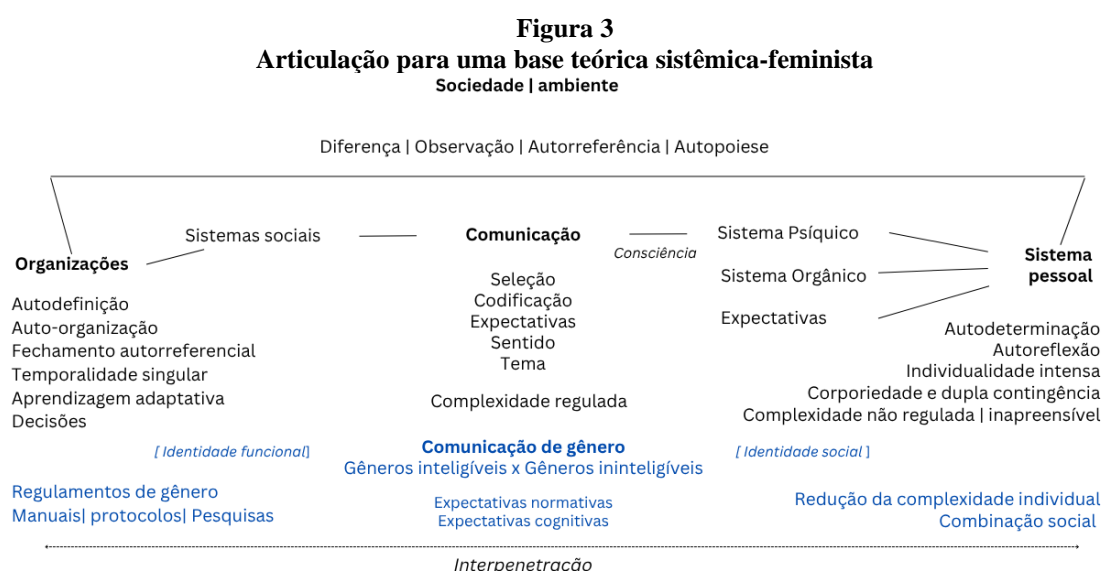 Figura 3
Articulação para uma base teórica sistêmica-feminista
Sociedade | ambiente
Diferença | Observação | Autorreferência | Autopoiese
Sistemas sociais
Organizações
Autodefinição
Auto-organização
Fechamento autorreferencial
Temporalidade singular
Aprendizagem adaptativa
Decisões
[ Identidade funcional]
Regulamentos de gênero
Manuais| protocolos| Pesquisas
Comunicação
Consciência
Seleção
Codificação
Expectativas
Sentido
Tema
Complexidade regulada
Comunicação de gênero
Gêneros inteligíveis x Gêneros ininteligíveis
Expectativas normativas
Expectativas cognitivas
Sistema Psíquico
Sistema Orgânico
Expectativas
Sistema
pessoal
Autodeterminação
Autoreflexão
Individualidade intensa
Corporiedade e dupla contingência
Complexidade não regulada | inapreensível
[ Identidade social ]
Redução da complexidade individual
Combinação social
Interpenetração